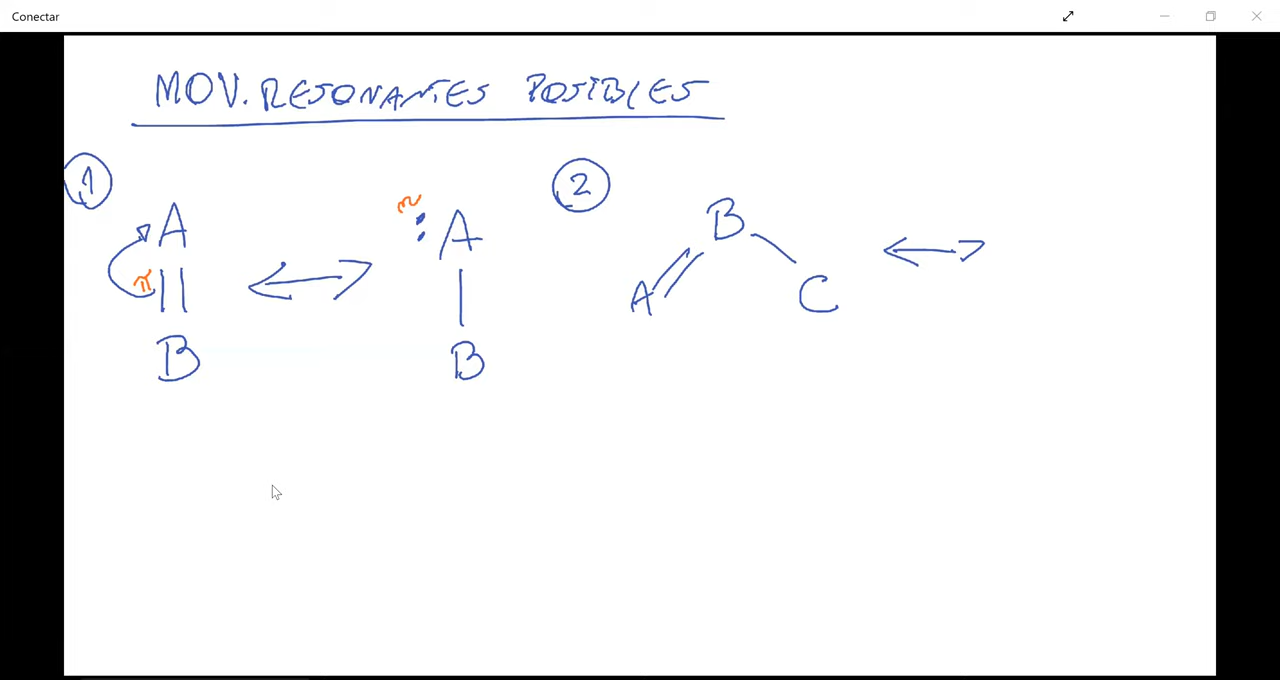 Conectar
MOV. RESONANTES POSIBLES
1
2
A
π
B
n
:A
B
B
A
C